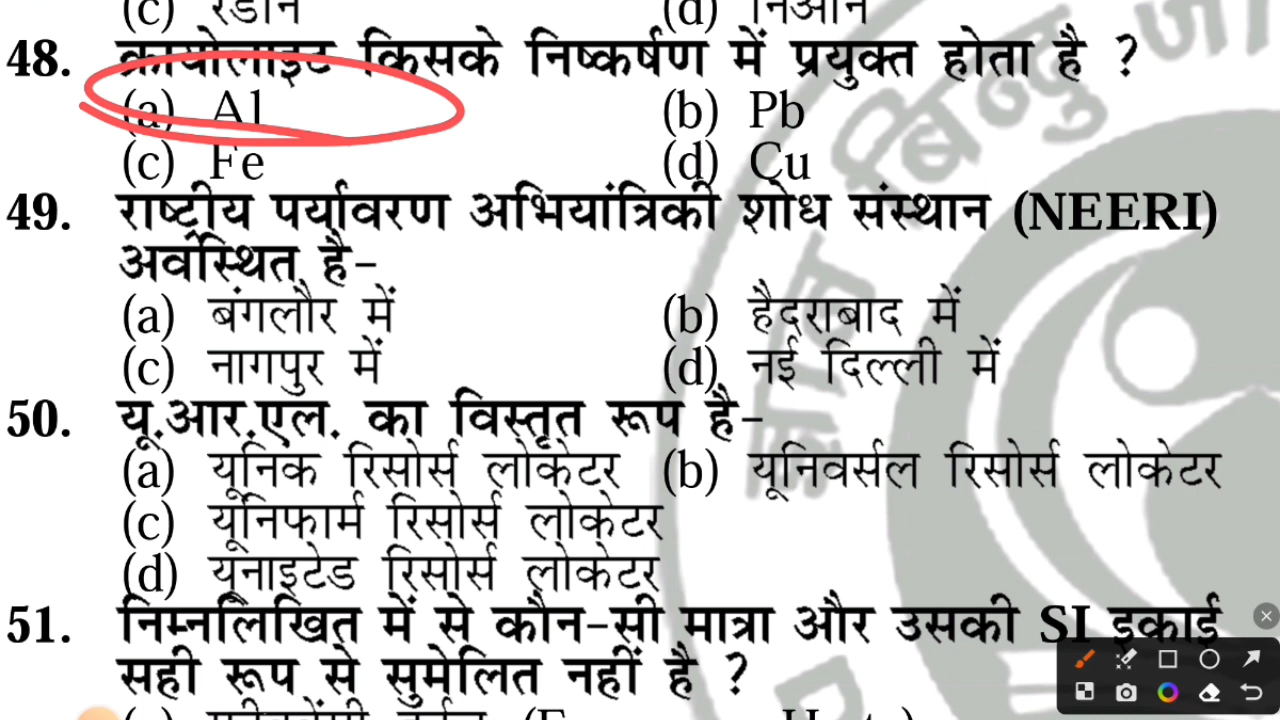 (c) रेडॉन (d) निऑन
48. क्रायोलाइट किसके निष्कर्षण में प्रयुक्त होता है ?
(a) Al (b) Pb
(c) Fe (d) Cu
49. राष्ट्रीय पर्यावरण अभियांत्रिकी शोध संस्थान (NEERI)
अवस्थित है-
(a) बंगलौर में (b) हैदराबाद में
(c) नागपुर में (d) नई दिल्ली में
50. यू.आर.एल. का विस्तृत रूप है-
(a) यूनिक रिसोर्स लोकेटर (b) यूनिवर्सल रिसोर्स लोकेटर
(c) यूनिफार्म रिसोर्स लोकेटर
(d) यूनाइटेड रिसोर्स लोकेटर
51. निम्नलिखित में से कौन-सी मात्रा और उसकी SI इकाई
सही रूप से सुमेलित नहीं है ?
ज्ञान बिन्दु